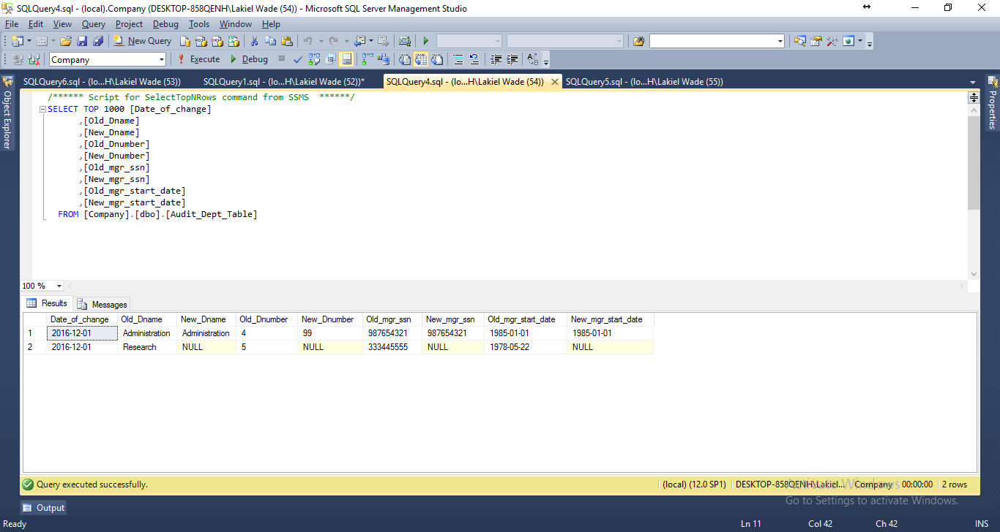 SQLQuery4.sql - (local).Company (DESKTOP-858QENH\Lakiel Wade (54)) - Microsoft SQL Server Management Studio
File Edit View Query Project Debug Tools Window Help
New Query
Company Execute Debug
SQLQuery6.sql - (lo...H\Lakiel Wade (53)) SQLQuery1.sql - (lo...H\Lakiel Wade (52))* SQLQuery4.sql - (lo...H\Lakiel Wade (54)) SQLQuery5.sql - (lo...H\Lakiel Wade (55))
Object Explorer
Properties
/****** Script for SelectTopNRows command from SSMS ******/
SELECT TOP 1000 [Date_of_change]
,[Old_Dname]
,[New_Dname]
,[Old_Dnumber]
,[New_Dnumber]
,[Old_mgr_ssn]
,[New_mgr_ssn]
,[Old_mgr_start_date]
,[New_mgr_start_date]
FROM [Company].[dbo].[Audit_Dept_Table]
100 %
Results Messages
Date_of_change Old_Dname New_Dname Old_Dnumber New_Dnumber Old_mgr_ssn New_mgr_ssn Old_mgr_start_date New_mgr_start_date
1 2016-12-01 Administration Administration 4 99 987654321 987654321 1985-01-01 1985-01-01
2 2016-12-01 Research NULL 5 NULL 333445555 NULL 1978-05-22 NULL
Query executed successfully. (local) (12.0 SP1) DESKTOP-858QENH\Lakiel... Company 00:00:00 2 rows
Activate Windows
Go to Settings to activate Windows.
Output
Ready Ln 11 Col 42 Ch 42 INS